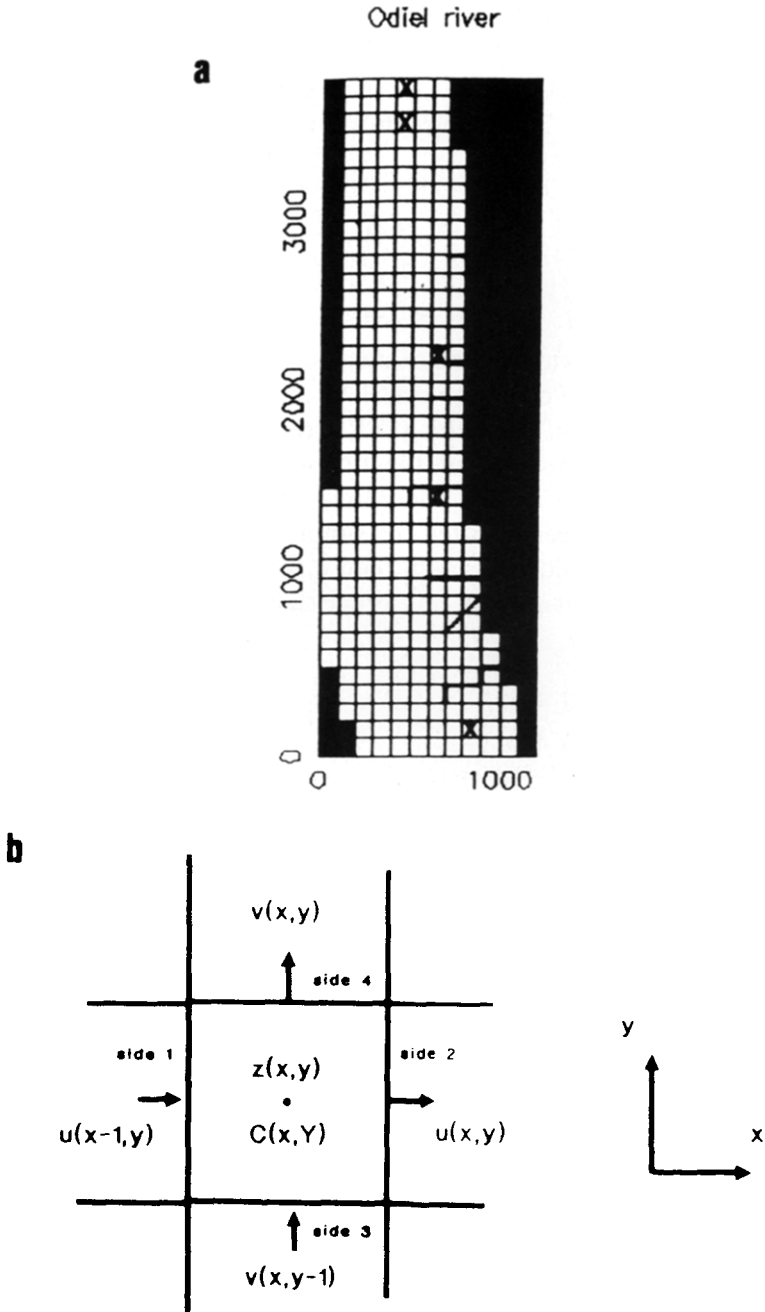 Odiel river
a
3000
2000
1000
0
0 1000
X
X
X
X
X
b
v(x,y)
side 4
side 1 side 2
z(x,y)
C(x,Y)
u(x-1,y) u(x,y)
side 3
v(x,y-1)
y
x